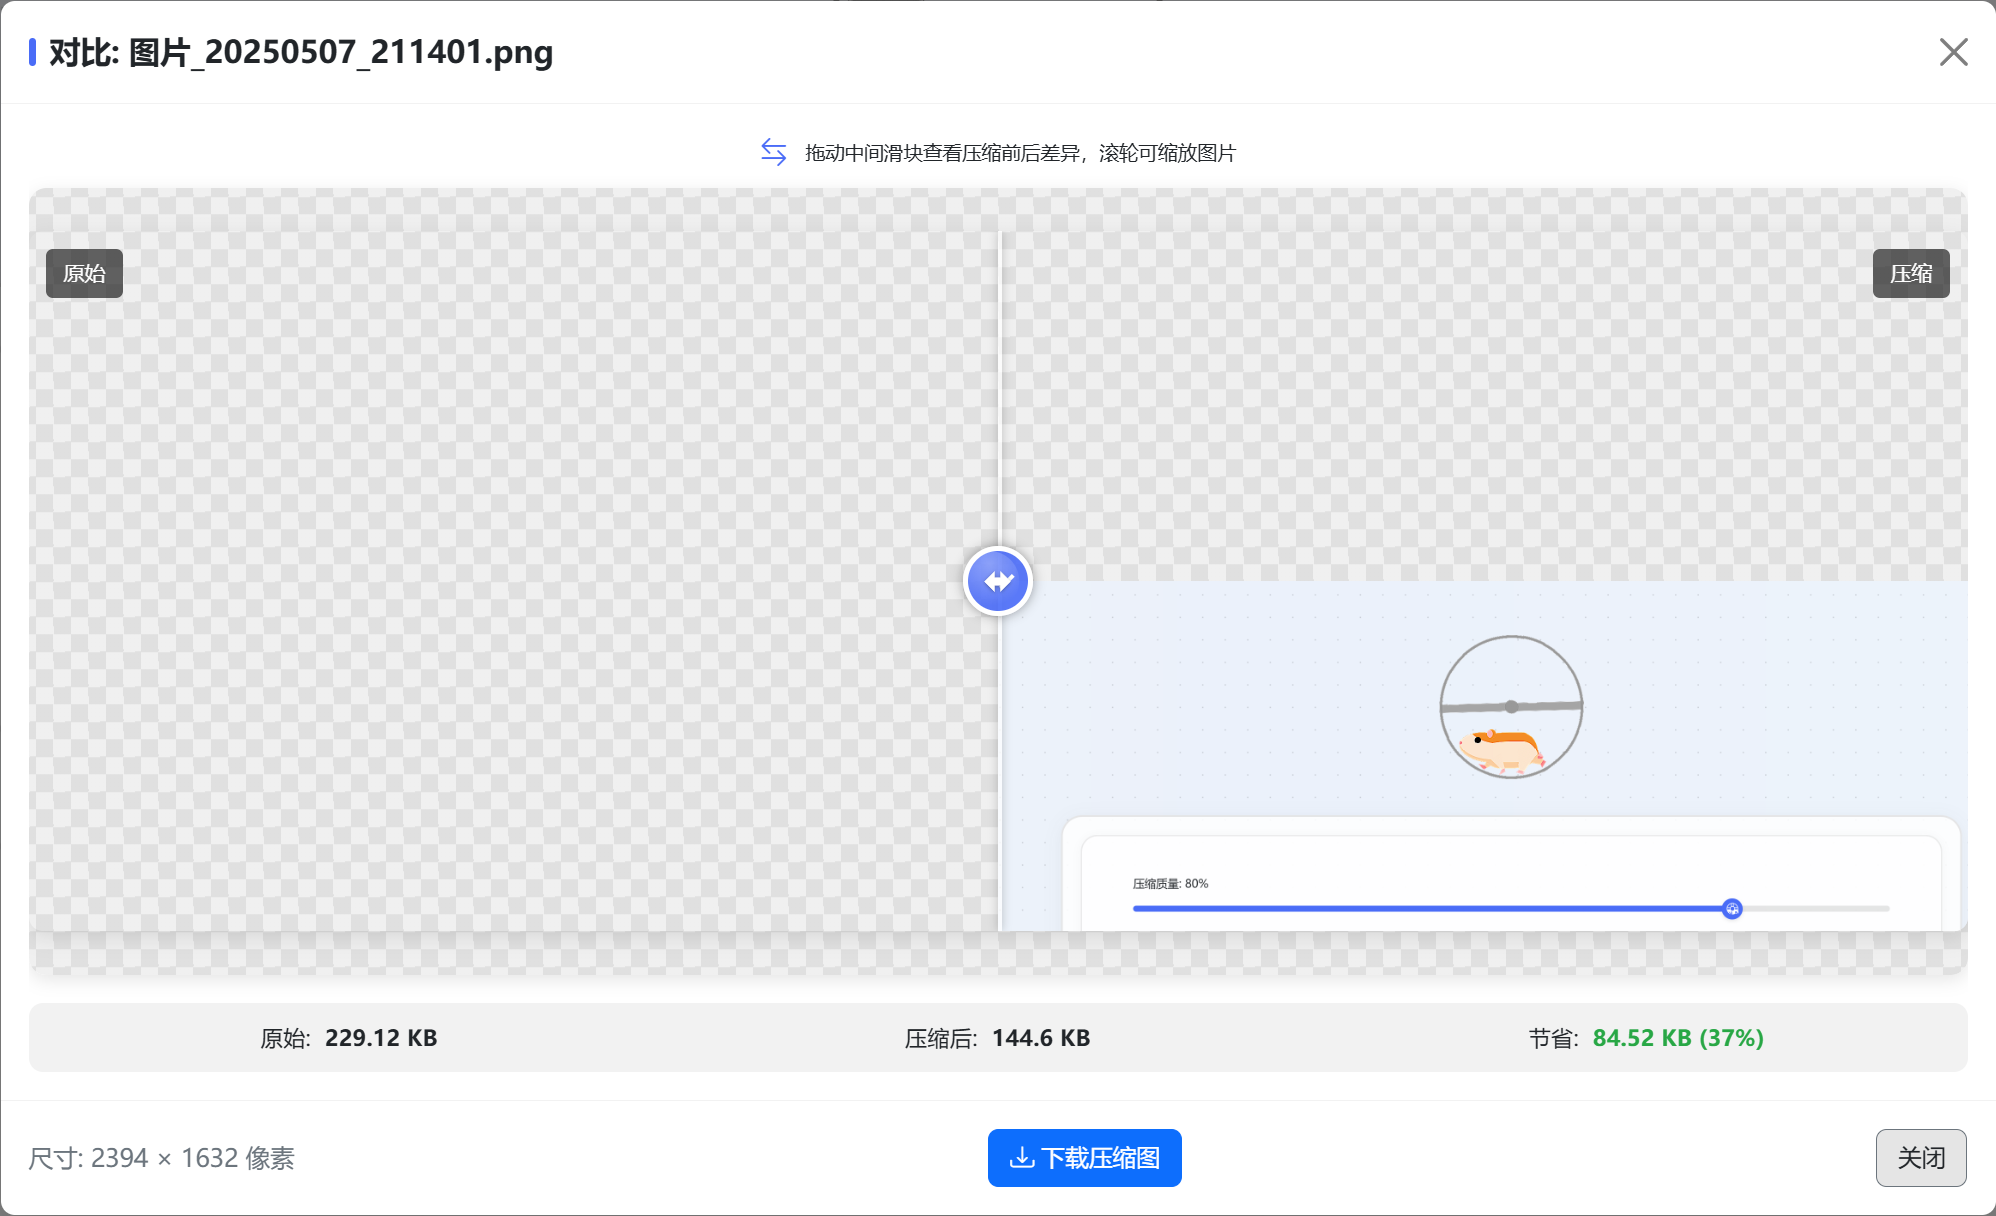 对比: 图片_20250507_211401.png
拖动中间滑块查看压缩前后差异，滚轮可缩放图片
原始
压缩
压缩质量: 80%
原始: 229.12 KB
压缩后: 144.6 KB
节省: 84.52 KB (37%)
尺寸: 2394 × 1632 像素
下载压缩图
关闭